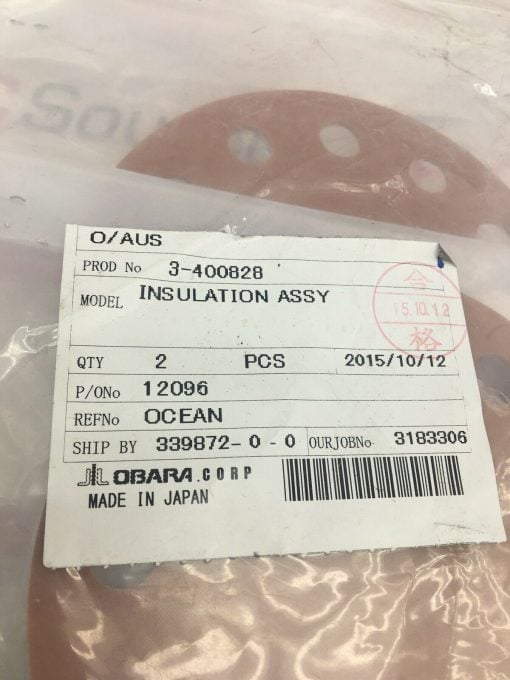 Sou
O/AUS
PROD No 3-400828
MODEL INSULATION ASSY
合
15.10.12
格
QTY 2 PCS 2015/10/12
P/ONo 12096
REFNo OCEAN
SHIP BY 339872-0-0 OURJOBNo 3183306
OBARA.CORP
MADE IN JAPAN